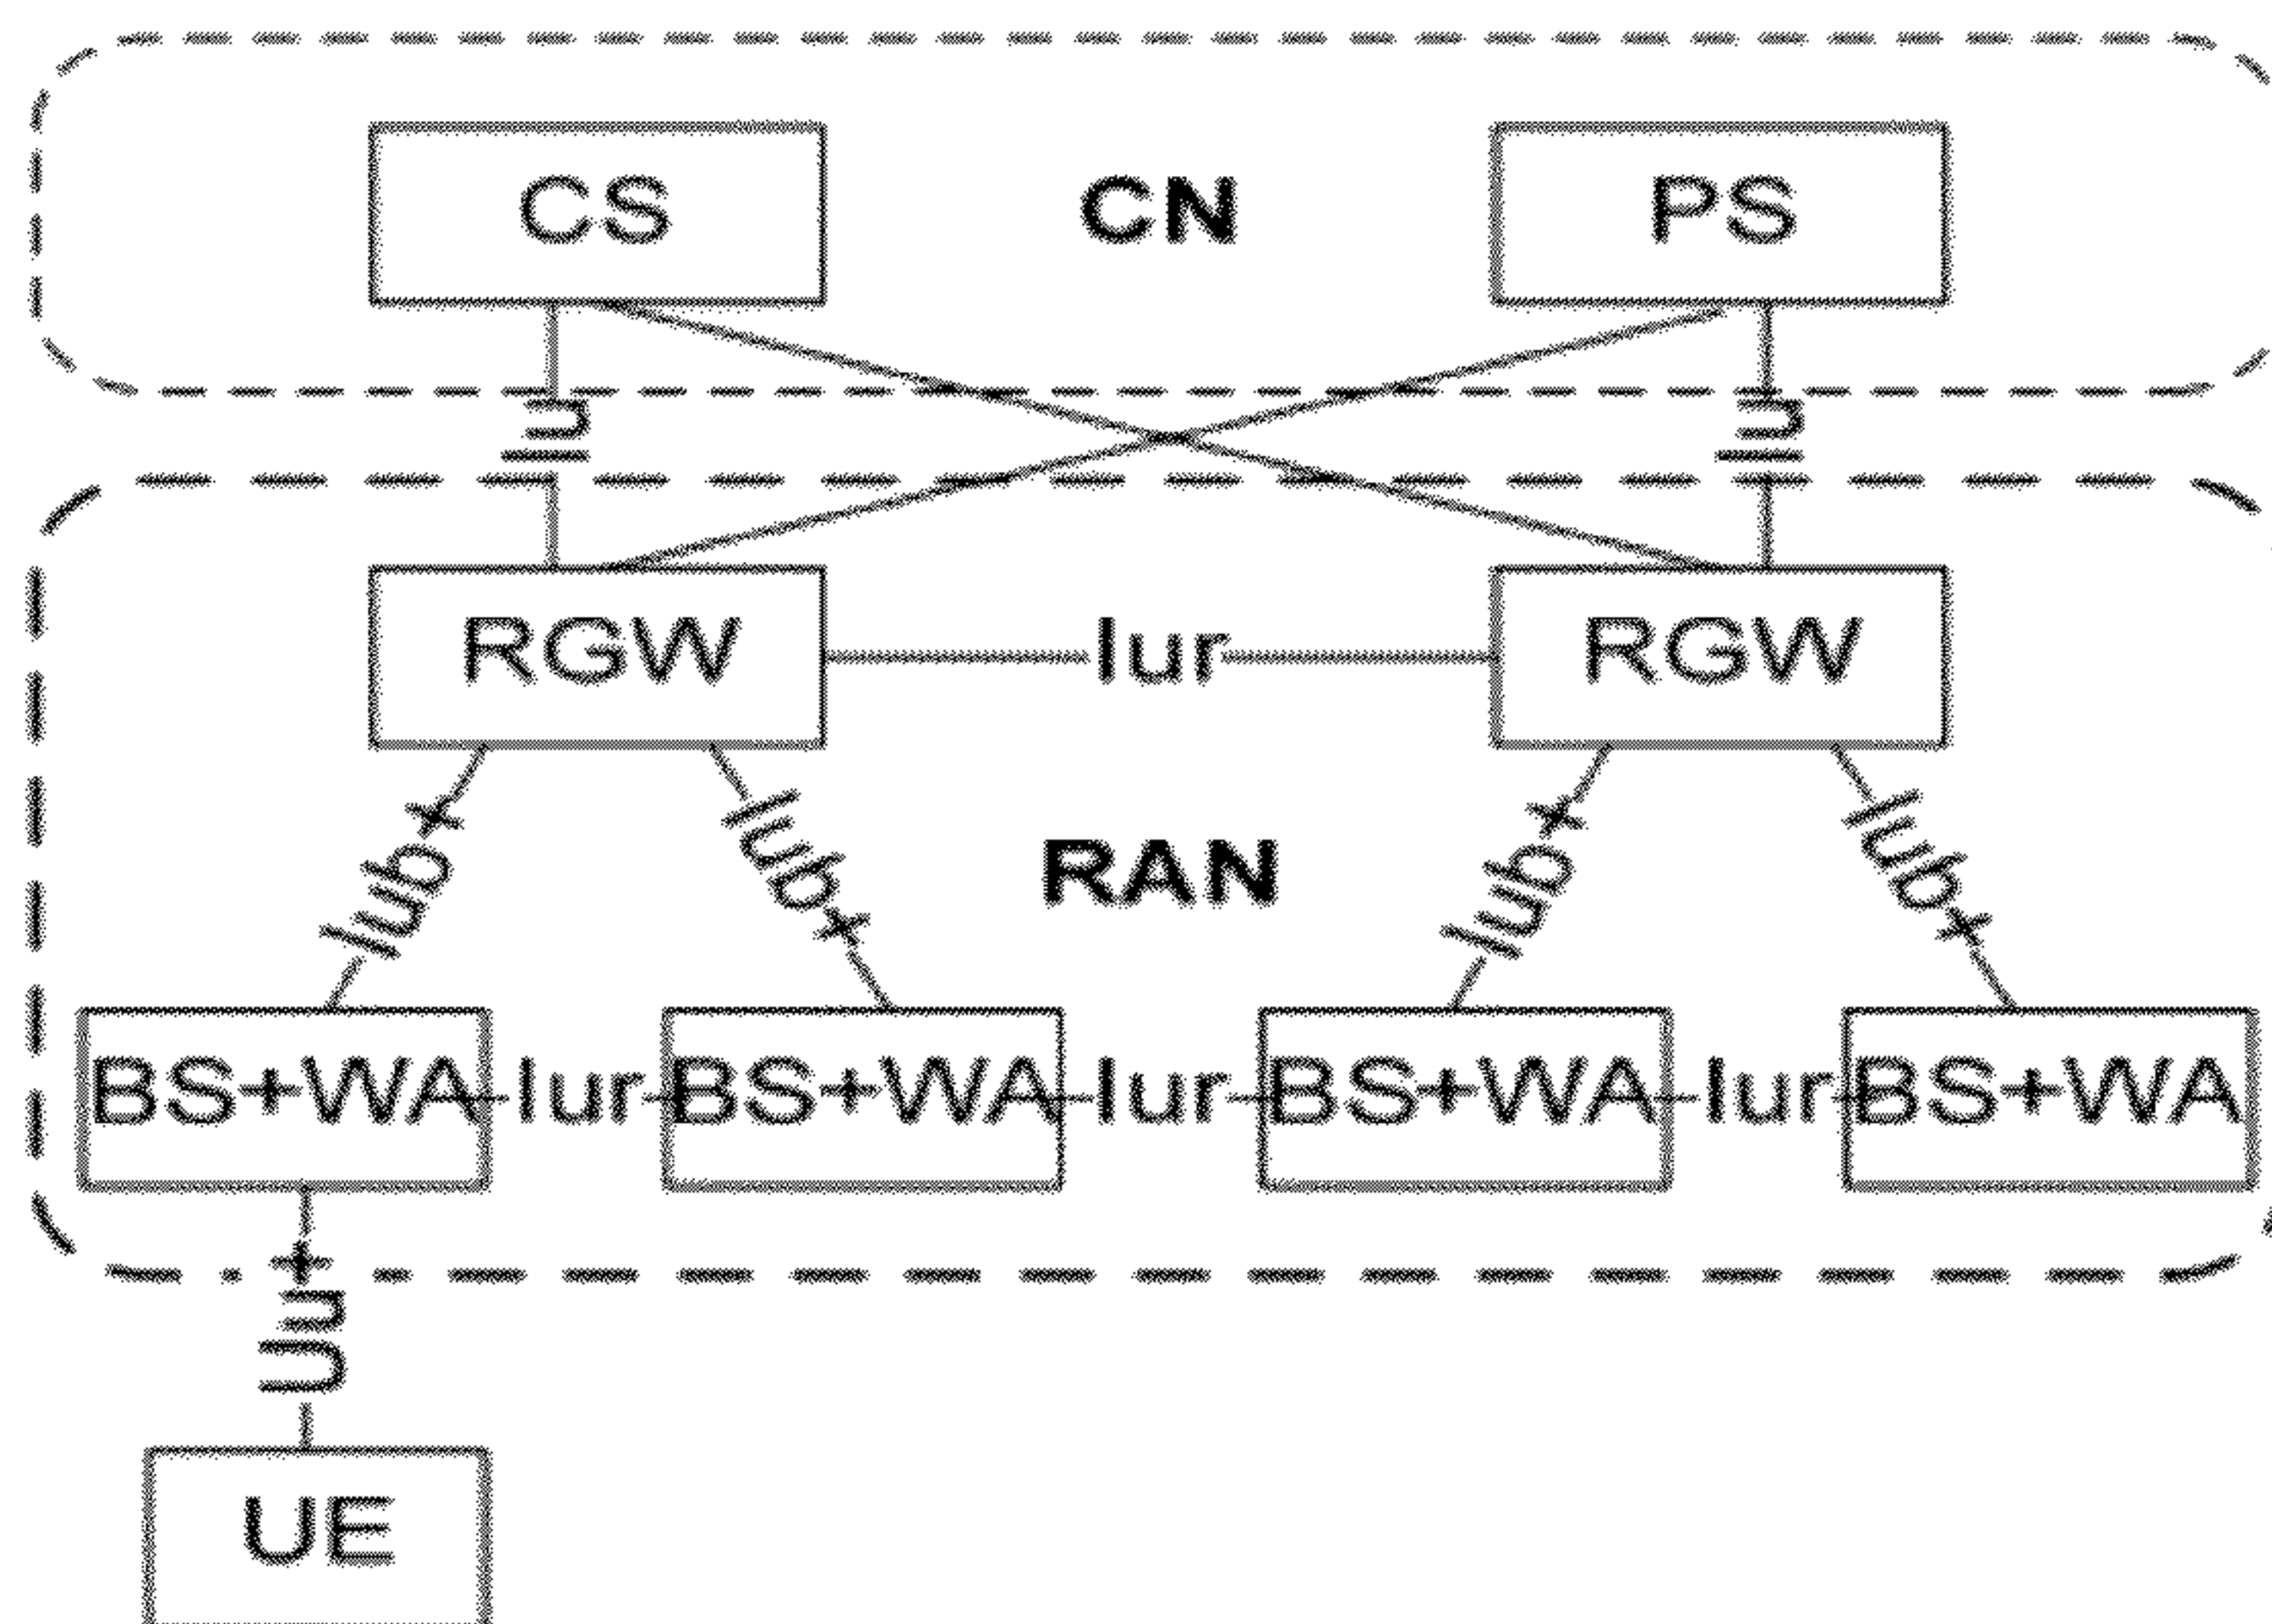 CS CN PS
Iu Iu
RGW Iur RGW
Iub+ Iub+ Iub+ Iub+
RAN
BS+WA Iur BS+WA Iur BS+WA Iur BS+WA
Uu+
UE